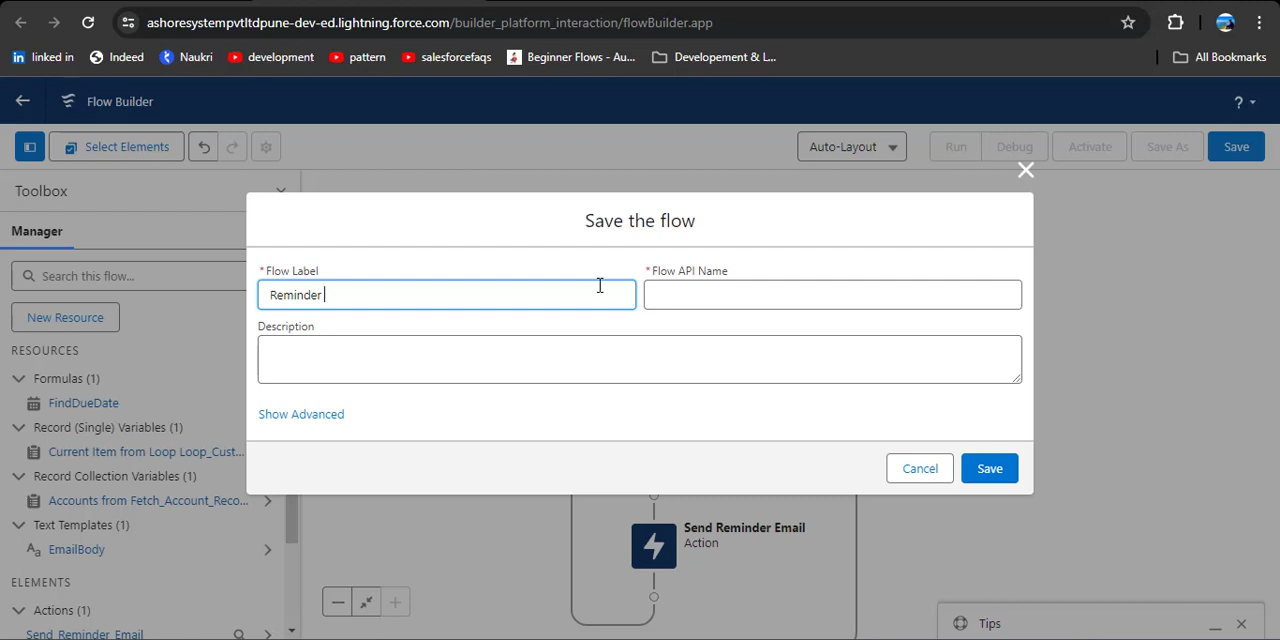 ashoresystempvtltdpune-dev-ed.lightning.force.com/builder_platform_interaction/flowBuilder.app
linked in Indeed Naukri development pattern salesforcefaqs Beginner Flows - Au... Developement & L... All Bookmarks
Flow Builder ?
Select Elements Auto-Layout Run Debug Activate Save As Save
Toolbox
Manager
Search this flow...
New Resource
RESOURCES
Formulas (1)
FindDueDate
Record (Single) Variables (1)
Current Item from Loop Loop_Cust...
Record Collection Variables (1)
Accounts from Fetch_Account_Reco...
Text Templates (1)
EmailBody
ELEMENTS
Actions (1)
Send_Reminder_Email
Save the flow
* Flow Label * Flow API Name
Reminder
Description
Show Advanced
Cancel Save
Send Reminder Email
Action
Tips